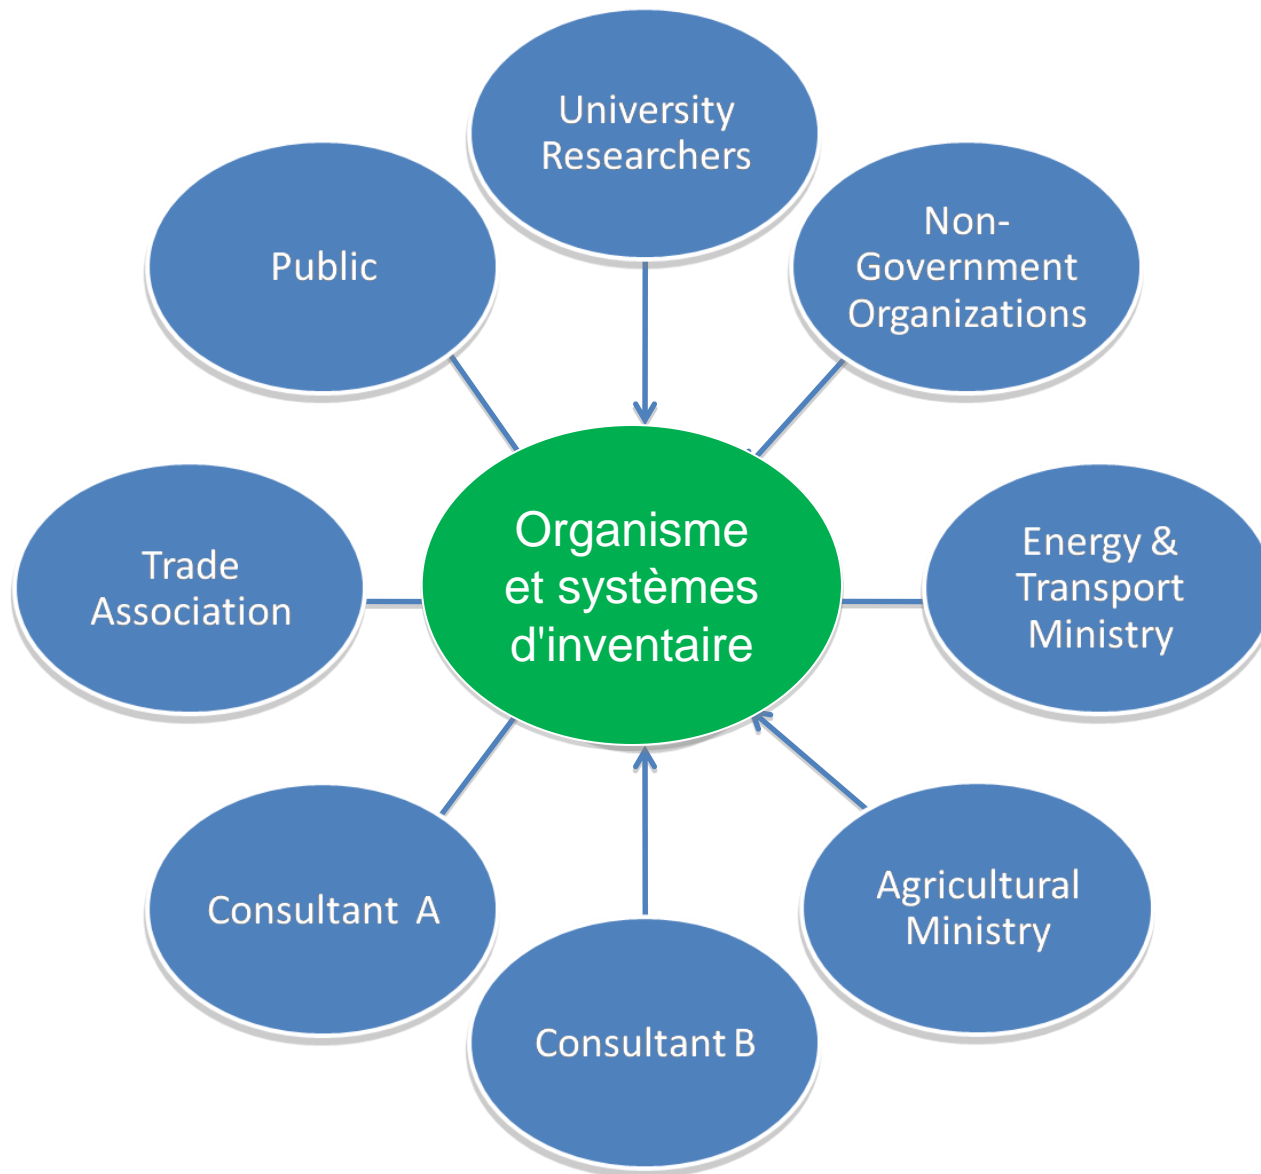 University
Researchers
Non-
Government
Organizations
Public
Organisme
et systèmes
d'inventaire
Energy &
Transport
Ministry
Trade
Association
Agricultural
Ministry
Consultant A
Consultant B